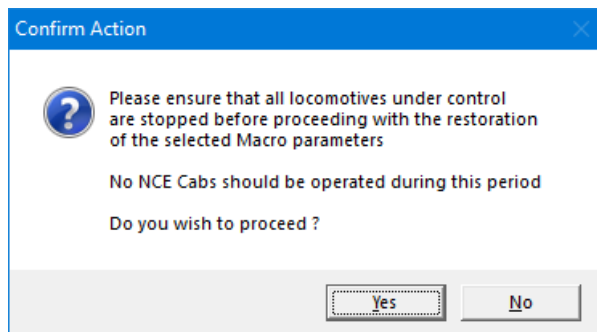 Confirm Action
Please ensure that all locomotives under control
are stopped before proceeding with the restoration
of the selected Macro parameters
No NCE Cabs should be operated during this period
Do you wish to proceed ?
Yes
No